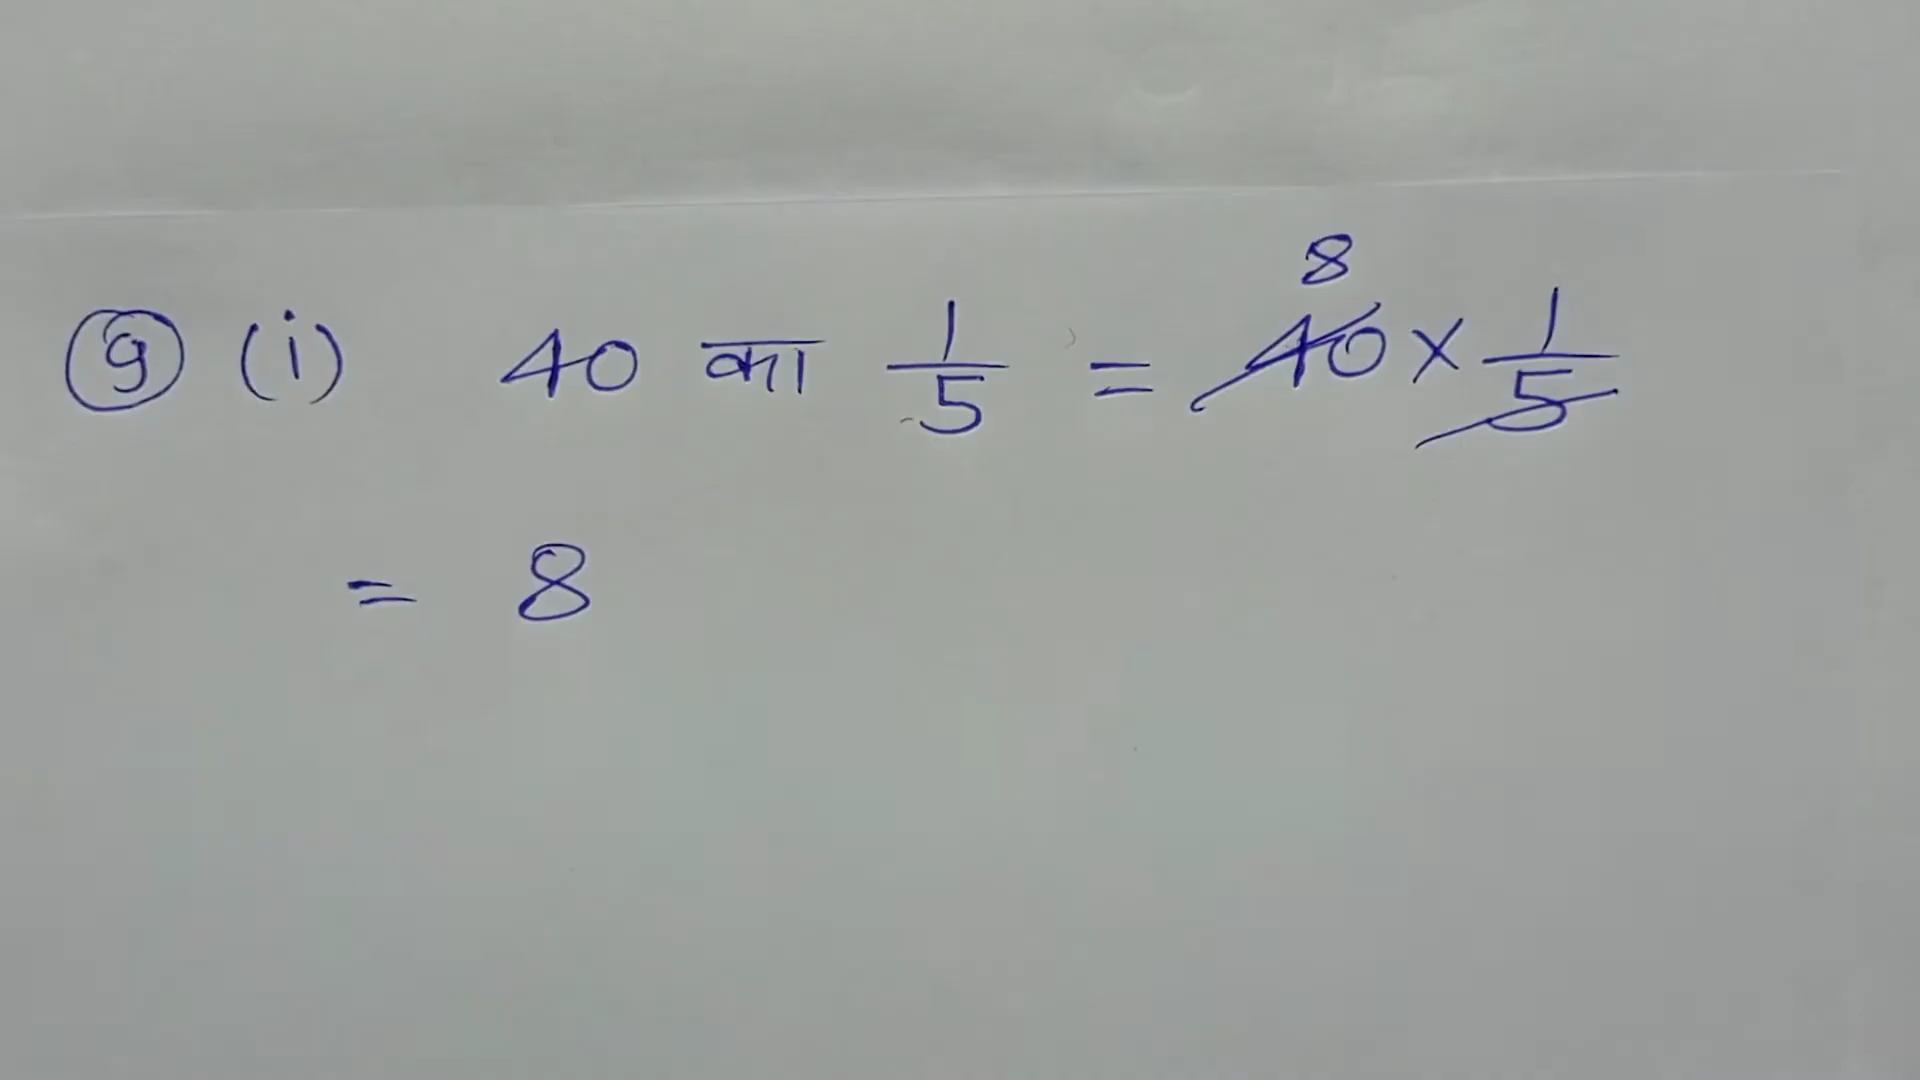 9 (i) 40 का 1/5 = 40 8 × 1/5
= 8